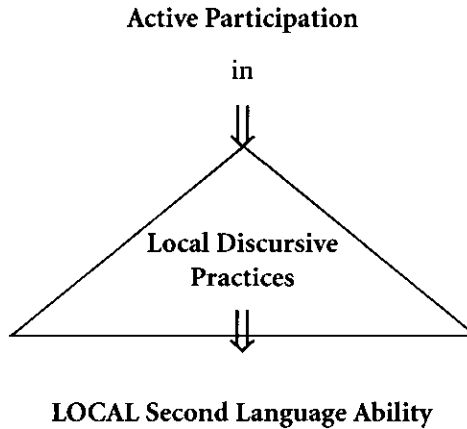 Active Participation
in
Local Discursive
Practices
LOCAL Second Language Ability